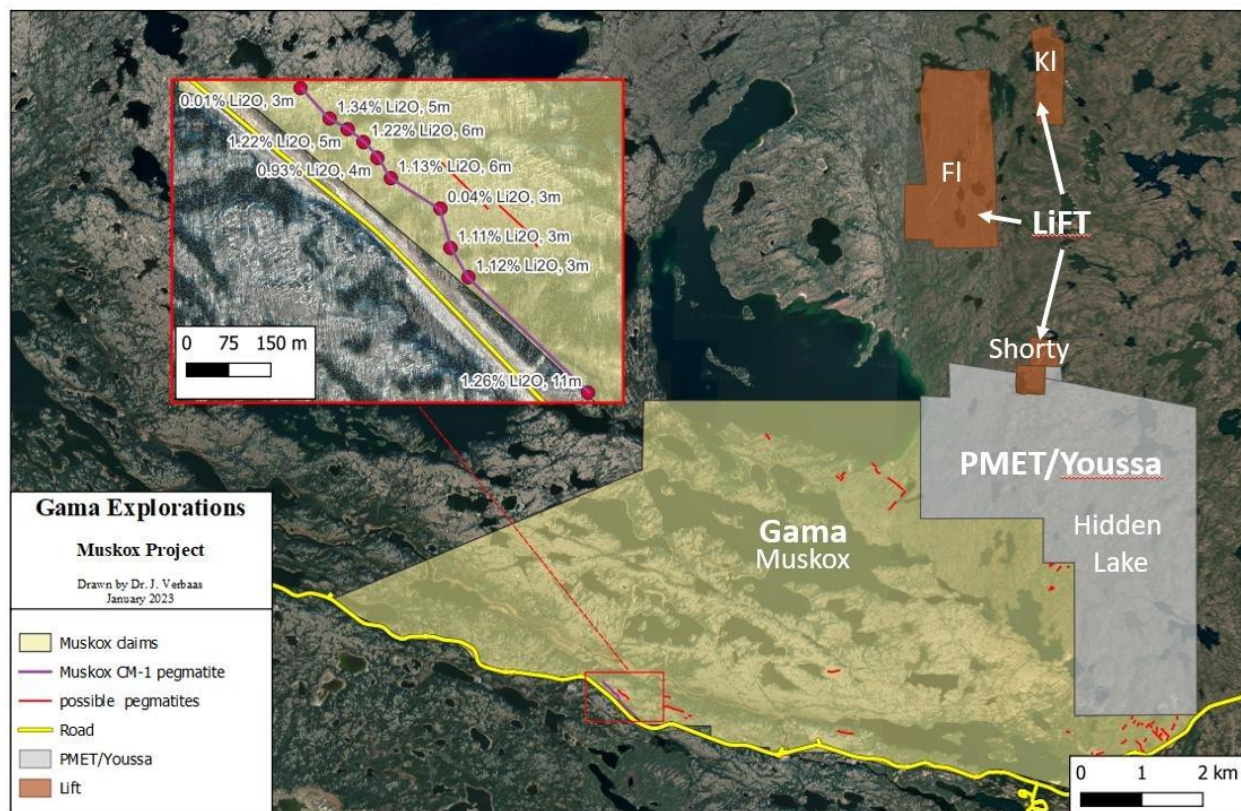 0.01% Li2O, 3m
1.34% Li2O, 5m
1.22% Li2O, 6m
1.22% Li2O, 5m
0.93% Li2O, 4m
1.13% Li2O, 6m
0.04% Li2O, 3m
1.11% Li2O, 3m
1.12% Li2O, 3m
1.26% Li2O, 11m
0 75 150 m
Kl
Fl
LiFT
Shorty
PMET/Youssa
Hidden
Lake
Gama
Muskox
Gama Explorations
Muskox Project
Drawn by Dr. J. Verbaas
January 2023
Muskox claims
Muskox CM-1 pegmatite
possible pegmatites
Road
PMET/Youssa
Lift
0 1 2 km